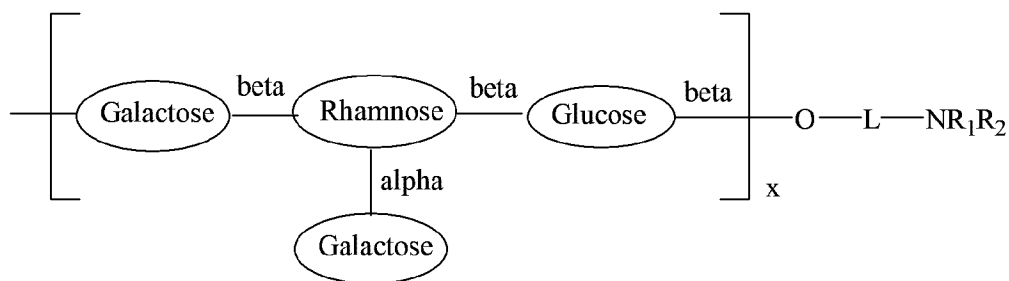 beta beta beta
Galactose Rhamnose Glucose O L NR₁R₂
alpha x
Galactose